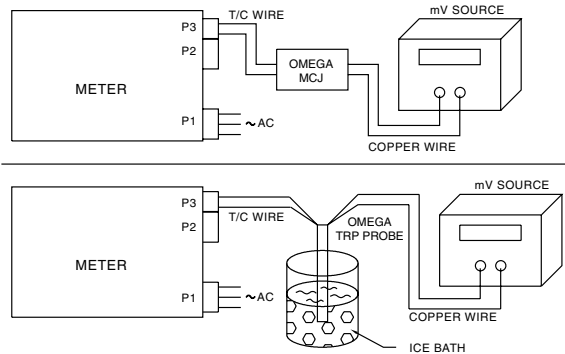 mV SOURCE
T/C WIRE
P3
P2
OMEGA
MCJ
METER
P1
~AC
COPPER WIRE
mV SOURCE
P3
T/C WIRE
P2
OMEGA
TRP PROBE
METER
P1
~AC
COPPER WIRE
ICE BATH